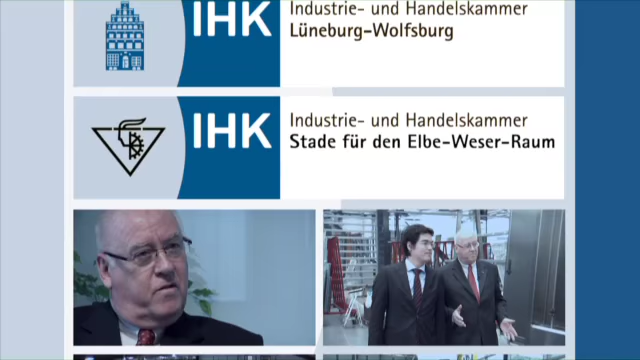 IHK
Industrie- und Handelskammer
Lüneburg-Wolfsburg
IHK
Industrie- und Handelskammer
Stade für den Elbe-Weser-Raum